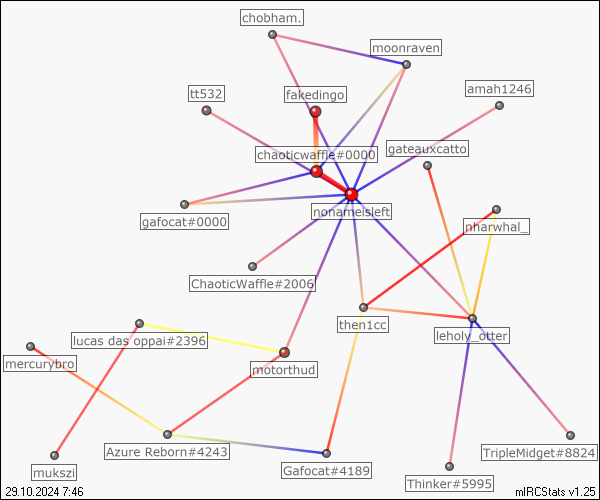 chobham.
moonraven
tt532
fakedingo
amah1246
chaoticwaffle#0000
gateauxcatto
gafocat#0000
nonameisleft
nharwhal_
ChaoticWaffle#2006
then1cc
leholy_otter
lucas das oppai#2396
mercurybro
motorthud
Azure Reborn#4243
mukszi
Gafocat#4189
TripleMidget#8824
Thinker#5995
29.10.2024 7:46
mIRCStats v1.25